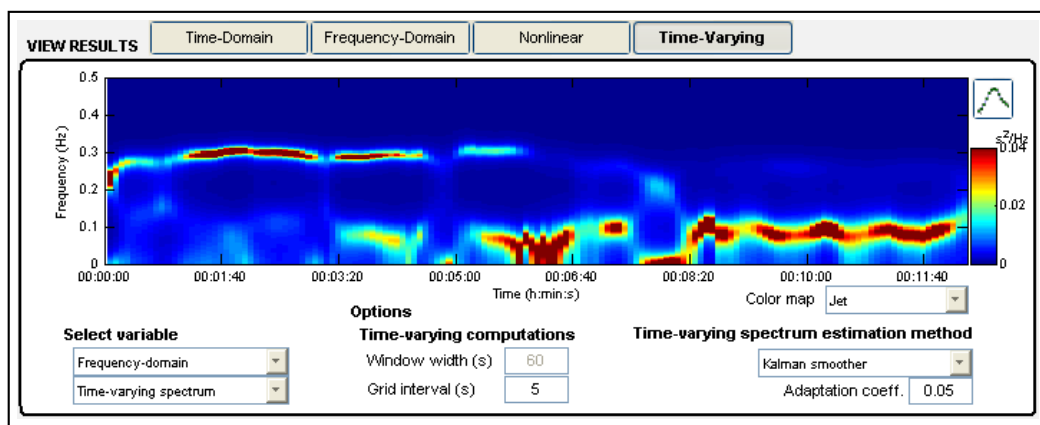 VIEW RESULTS
Time-Domain
Frequency-Domain
Nonlinear
Time-Varying
0.5
0.4
0.3
0.2
0.1
0
Frequency (Hz)
00:00:00 00:01:40 00:03:20 00:05:00 00:06:40 00:08:20 00:10:00 00:11:40
Time (h:min:s)
s²/Hz
0.04
0.02
0
Color map Jet
Options
Select variable
Frequency-domain
Time-varying spectrum
Time-varying computations
Window width (s) 60
Grid interval (s) 5
Time-varying spectrum estimation method
Kalman smoother
Adaptation coeff. 0.05